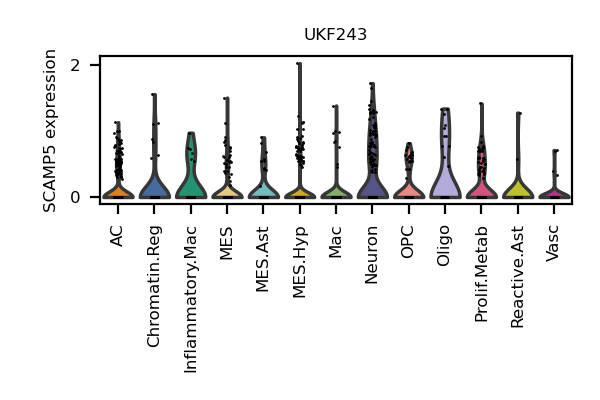 UKF243
SCAMP5 expression
2
0
AC
Chromatin.Reg
Inflammatory.Mac
MES
MES.Ast
MES.Hyp
Mac
Neuron
OPC
Oligo
Prolif.Metab
Reactive.Ast
Vasc